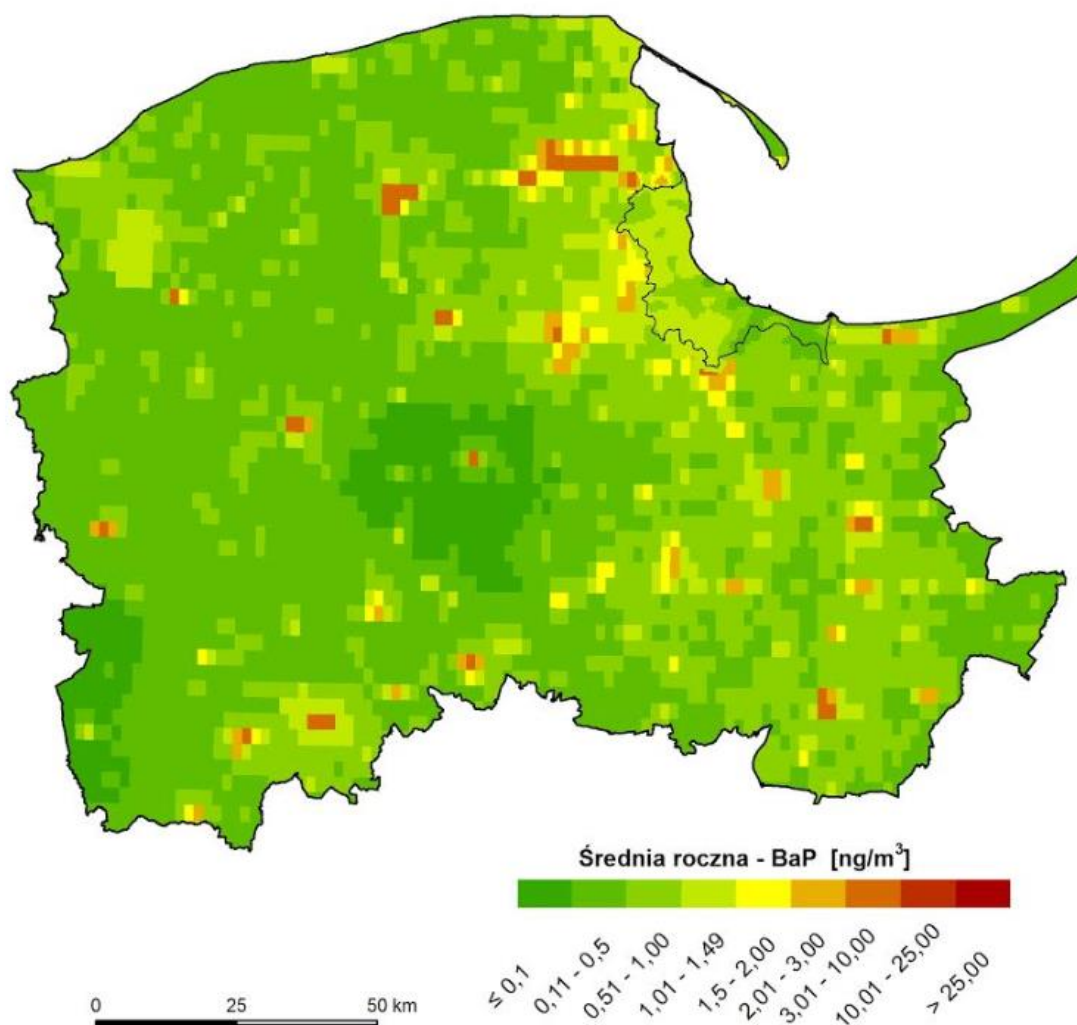 Średnia roczna - BaP [ng/m³]
≤ 0,1
0,11 - 0,5
0,51 - 1,00
1,01 - 1,49
1,5 - 2,00
2,01 - 3,00
3,01 - 10,00
10,01 - 25,00
> 25,00
0 25 50 km